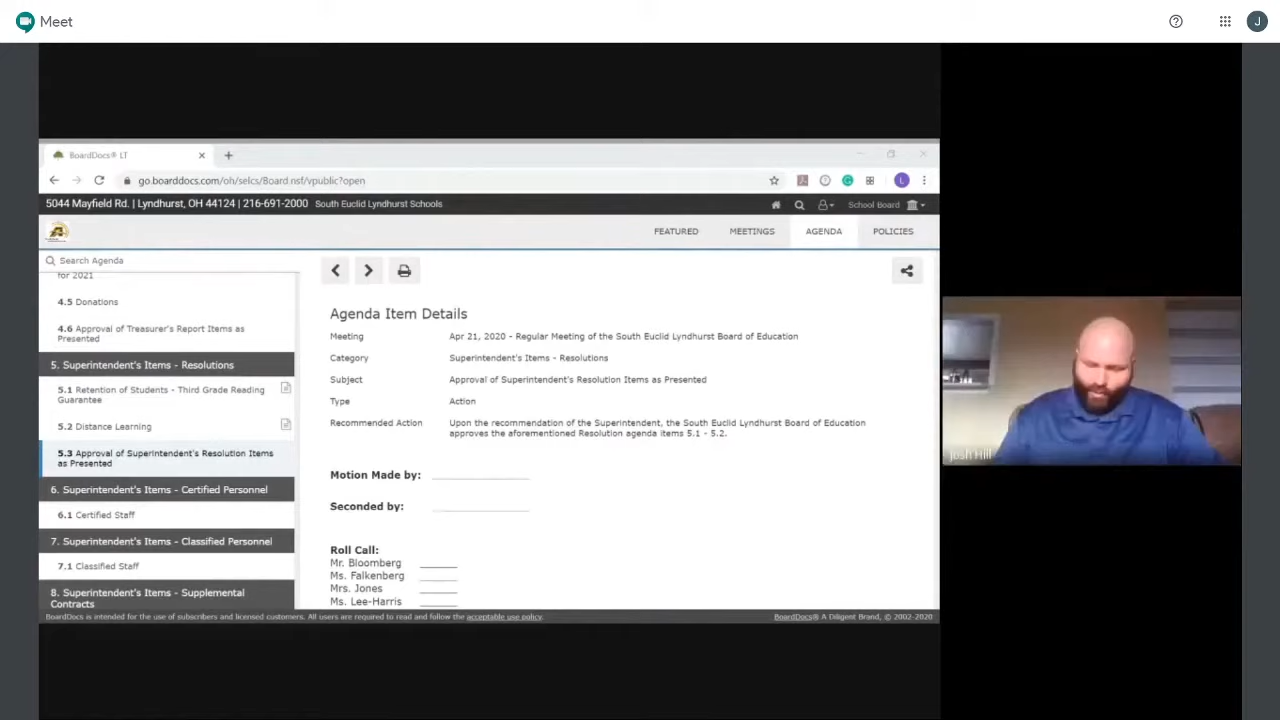 Meet
J
BoardDocs® LT
go.boarddocs.com/oh/selcs/Board.nsf/vpublic?open
L
5044 Mayfield Rd. | Lyndhurst, OH 44124 | 216-691-2000 South Euclid Lyndhurst Schools
School Board
FEATURED MEETINGS AGENDA POLICIES
Search Agenda
for 2021
4.5 Donations
4.6 Approval of Treasurer's Report Items as
Presented
5. Superintendent's Items - Resolutions
5.1 Retention of Students - Third Grade Reading
Guarantee
5.2 Distance Learning
5.3 Approval of Superintendent's Resolution Items
as Presented
6. Superintendent's Items - Certified Personnel
6.1 Certified Staff
7. Superintendent's Items - Classified Personnel
7.1 Classified Staff
8. Superintendent's Items - Supplemental
Contracts
Agenda Item Details
Meeting Apr 21, 2020 - Regular Meeting of the South Euclid Lyndhurst Board of Education
Category Superintendent's Items - Resolutions
Subject Approval of Superintendent's Resolution Items as Presented
Type Action
Recommended Action Upon the recommendation of the Superintendent, the South Euclid Lyndhurst Board of Education
approves the aforementioned Resolution agenda items 5.1 - 5.2.
Motion Made by:
Seconded by:
Roll Call:
Mr. Bloomberg
Ms. Falkenberg
Mrs. Jones
Ms. Lee-Harris
BoardDocs is intended for the use of subscribers and licensed customers. All users are required to read and follow the acceptable use policy.
BoardDocs® A Diligent Brand, © 2002-2020
Josh Hill